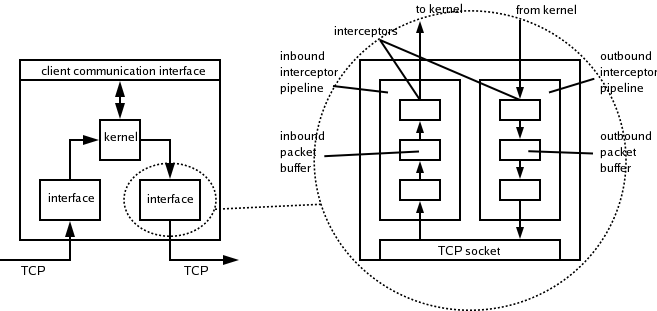 to kernel
from kernel
interceptors
client communication interface
kernel
interface
interface
TCP
TCP
inbound
interceptor
pipeline
inbound
packet
buffer
outbound
interceptor
pipeline
outbound
packet
buffer
TCP socket